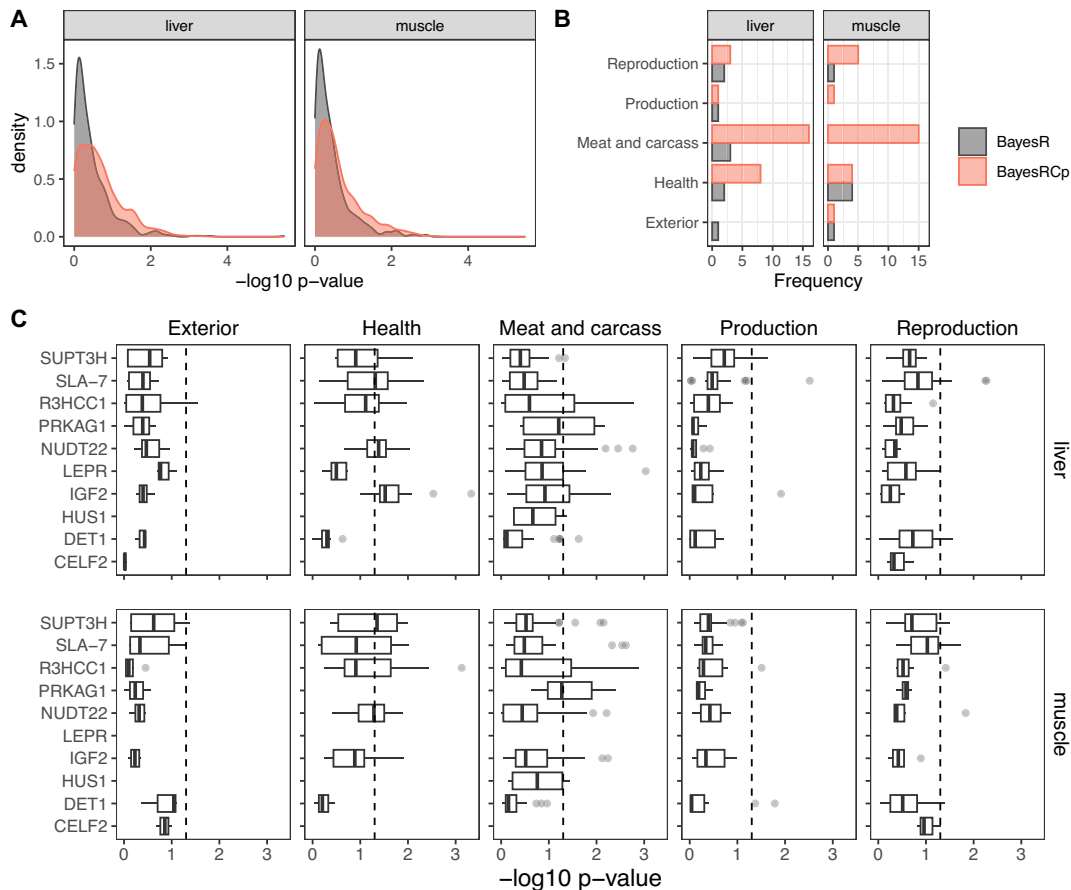 A
liver
muscle
density
1.5
1.0
0.5
0.0
0 2 4
0 2 4
−log10 p−value
B
liver
muscle
Reproduction
Production
Meat and carcass
Health
Exterior
0 5 10 15
0 5 10 15
Frequency
BayesR
BayesRCp
C
Exterior
Health
Meat and carcass
Production
Reproduction
SUPT3H
SLA−7
R3HCC1
PRKAG1
NUDT22
LEPR
IGF2
HUS1
DET1
CELF2
liver
SUPT3H
SLA−7
R3HCC1
PRKAG1
NUDT22
LEPR
IGF2
HUS1
DET1
CELF2
muscle
0 1 2 3
0 1 2 3
0 1 2 3
0 1 2 3
0 1 2 3
−log10 p−value